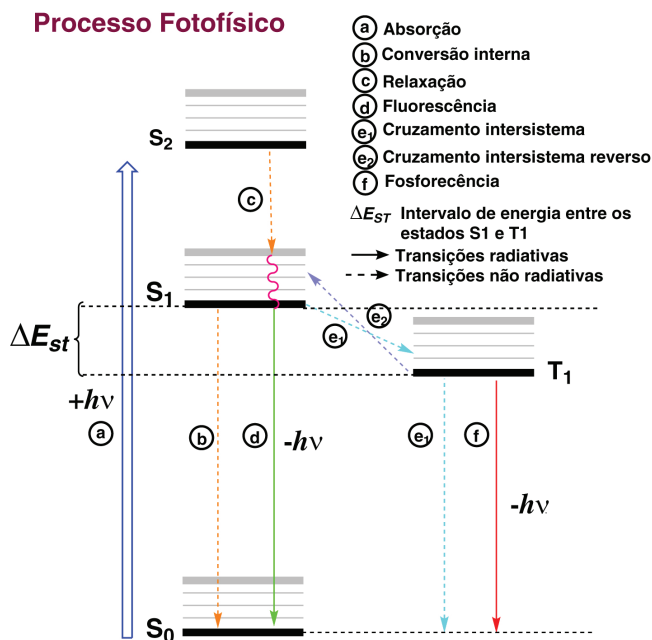 Processo Fotofísico
a Absorção
b Conversão interna
c Relaxação
d Fluorescência
e1 Cruzamento intersistema
e2 Cruzamento intersistema reverso
f Fosforecência
ΔEST Intervalo de energia entre os
estados S1 e T1
Transições radiativas
Transições não radiativas
S2
c
S1
e2
e1
ΔEst
T1
+hν
a
b
d
-hν
e1
f
-hν
S0